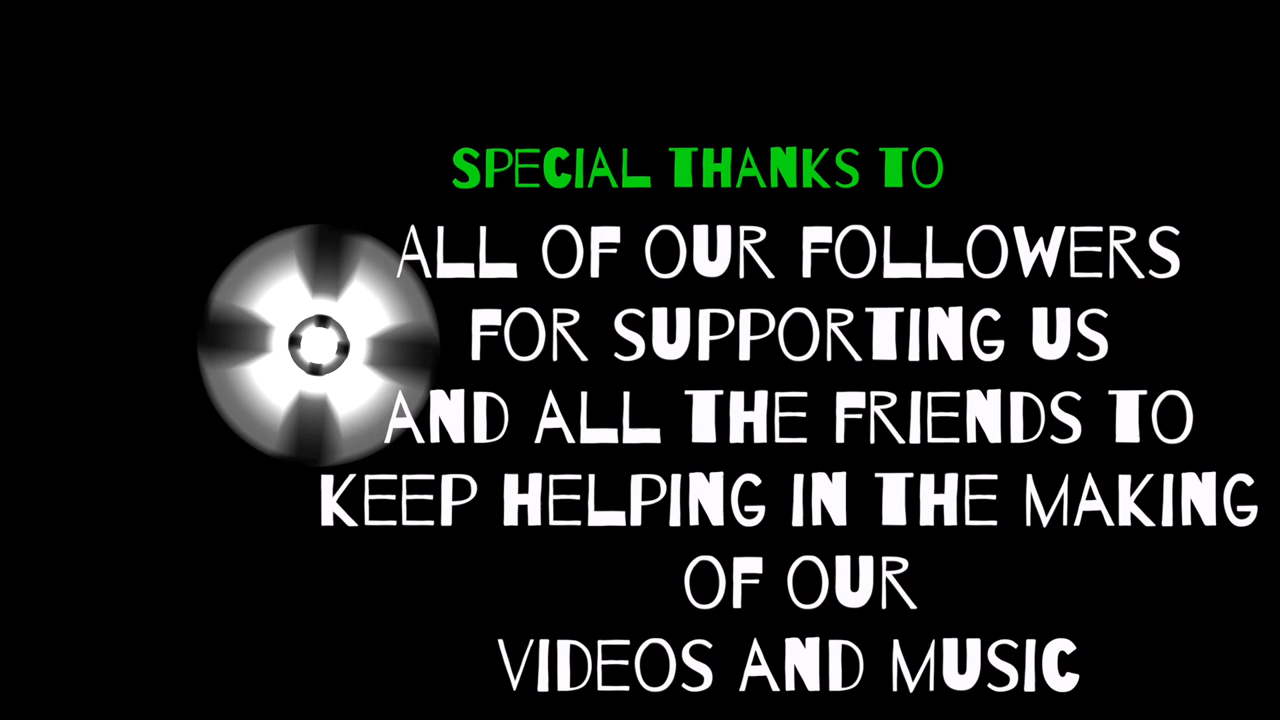 SPECIAL THANKS TO
ALL OF OUR FOLLOWERS
FOR SUPPORTING US
AND ALL THE FRIENDS TO
KEEP HELPING IN THE MAKING
OF OUR
VIDEOS AND MUSIC